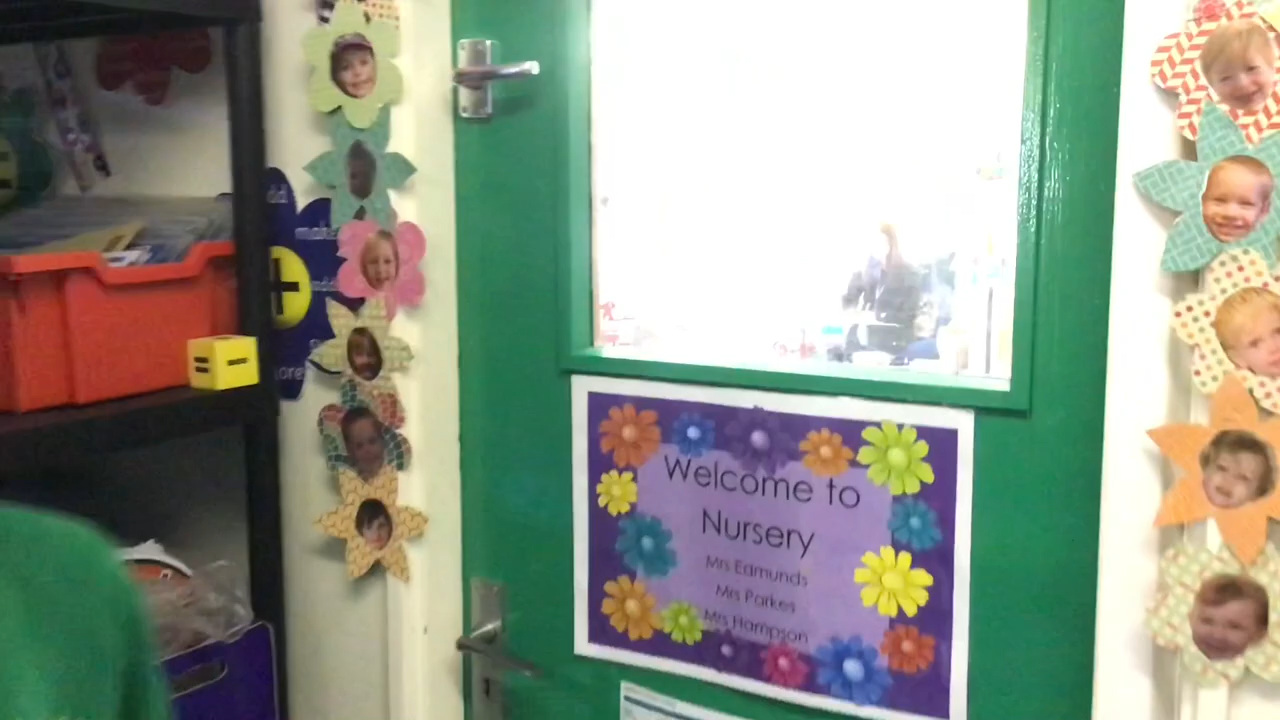 Welcome to
Nursery
Mrs Edmunds
Mrs Parkes
Mrs Hampson
+
=
-